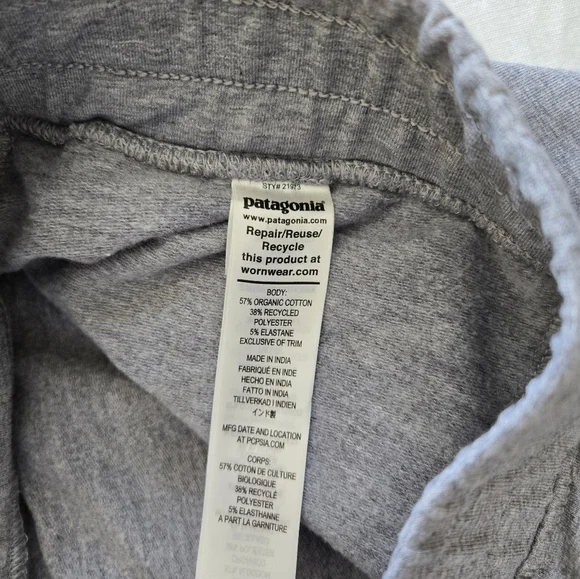 STY# 21973
patagonia
www.patagonia.com
Repair/Reuse/
Recycle
this product at
wornwear.com
BODY:
57% ORGANIC COTTON
38% RECYCLED
POLYESTER
5% ELASTANE
EXCLUSIVE OF TRIM
MADE IN INDIA
FABRIQUÉ EN INDE
HECHO EN INDIA
FATTO IN INDIA
TILLVERKAD I INDIEN
インド製
MFG DATE AND LOCATION
AT PCPSIA.COM
CORPS:
57% COTON DE CULTURE
BIOLOGIQUE
38% RECYCLÉ
POLYESTER
5% ELASTHANNE
A PART LA GARNITURE